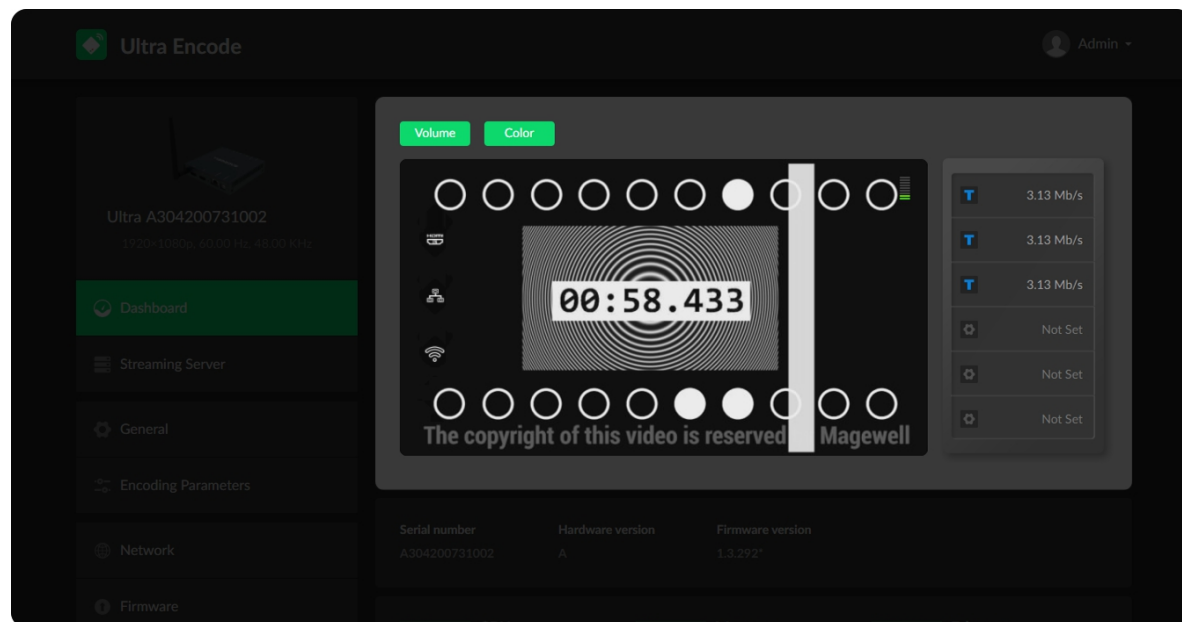 Ultra Encode
Admin
Ultra A304200731002
1920×1080p, 60.00 Hz, 48.00 KHz
Dashboard
Streaming Server
General
Encoding Parameters
Network
Firmware
Volume
Color
HDMI
00:58.433
The copyright of this video is reserved Magewell
T 3.13 Mb/s
T 3.13 Mb/s
T 3.13 Mb/s
Not Set
Not Set
Not Set
Serial number
A304200731002
Hardware version
A
Firmware version
1.3.292*